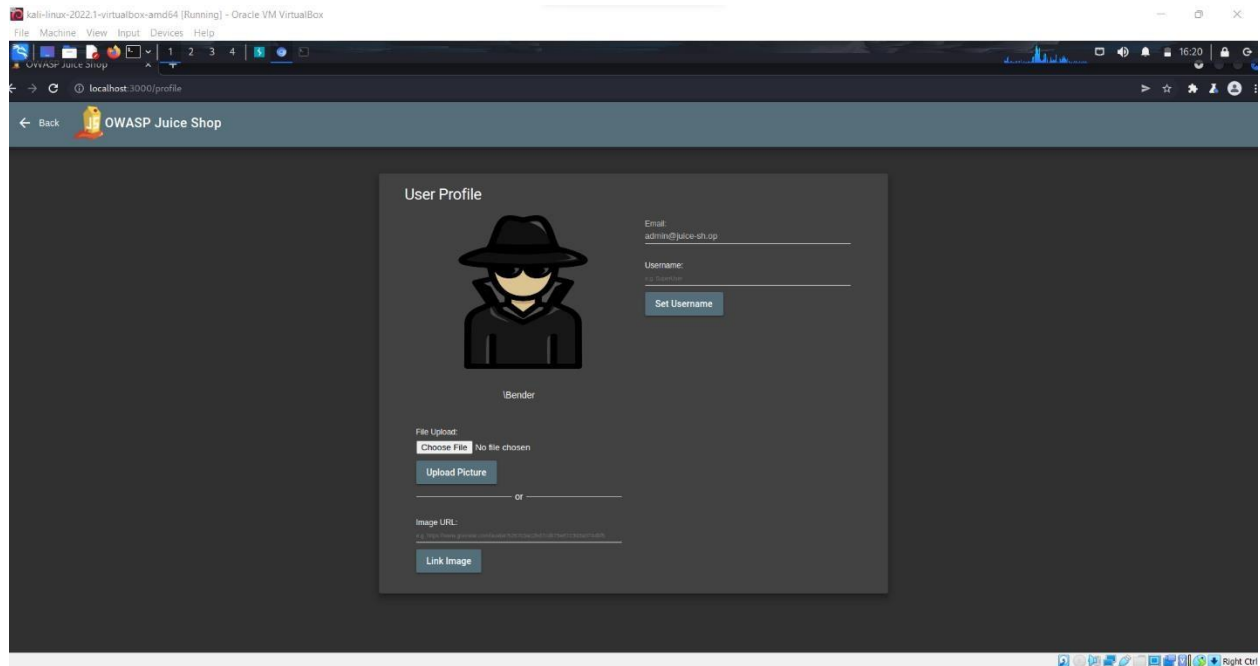 kali-linux-2022.1-virtualbox-amd64 [Running] - Oracle VM VirtualBox
File Machine View Input Devices Help
1 2 3 4
16:20
OWASP Juice Shop
localhost:3000/profile
Back
OWASP Juice Shop
User Profile
Email:
admin@juice-sh.op
Username:
e.g. SuperUser
Set Username
\Bender
File Upload:
Choose File No file chosen
Upload Picture
or
Image URL:
Link Image
Right Ctrl